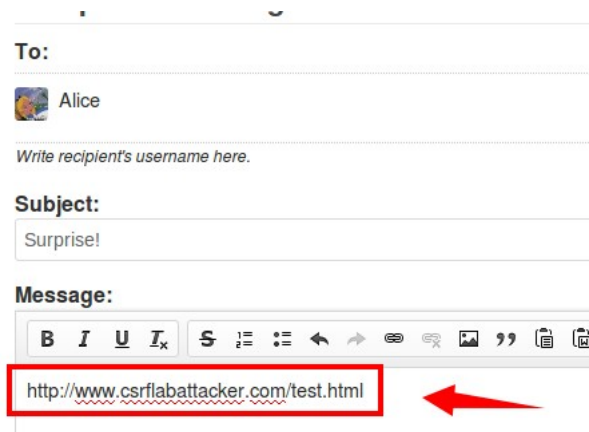 To:
Alice
Write recipient's username here.
Subject:
Surprise!
Message:
B I U Tx S
http://www.csrflabattacker.com/test.html